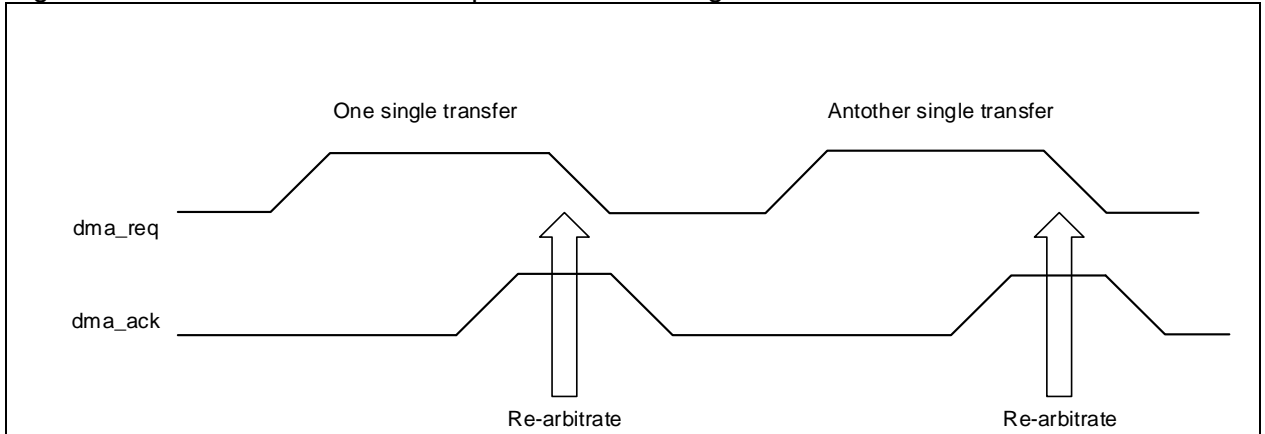 One single transfer Antother single transfer
dma_req
dma_ack
Re-arbitrate Re-arbitrate